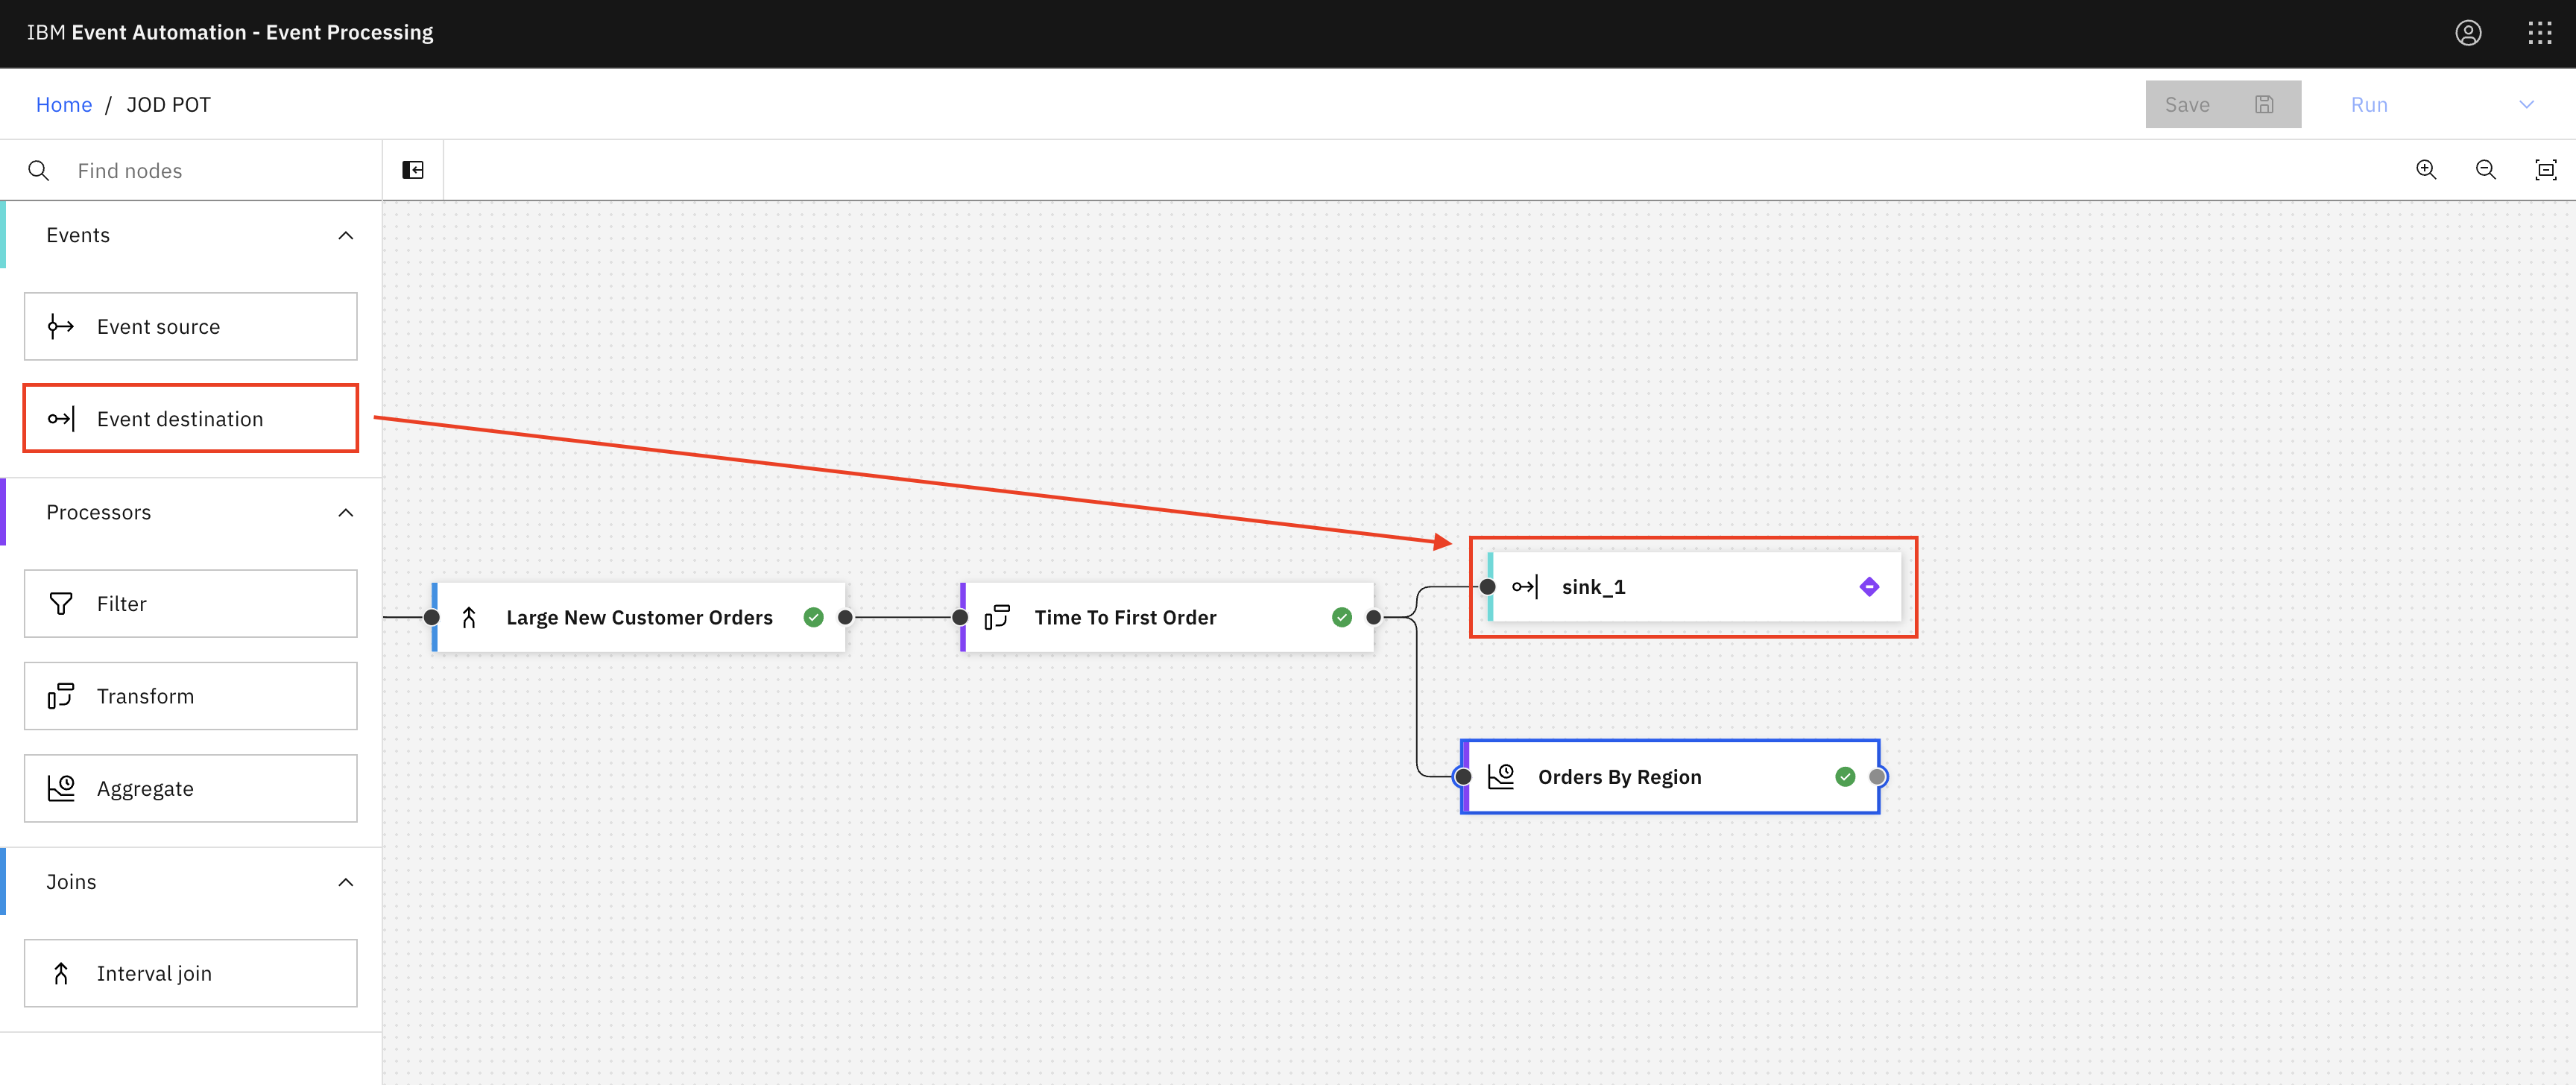 IBM Event Automation - Event Processing
Home / JOD POT
Save
Run
Find nodes
Events
Event source
Event destination
Processors
Filter
Transform
Aggregate
Joins
Interval join
Large New Customer Orders
Time To First Order
sink_1
Orders By Region